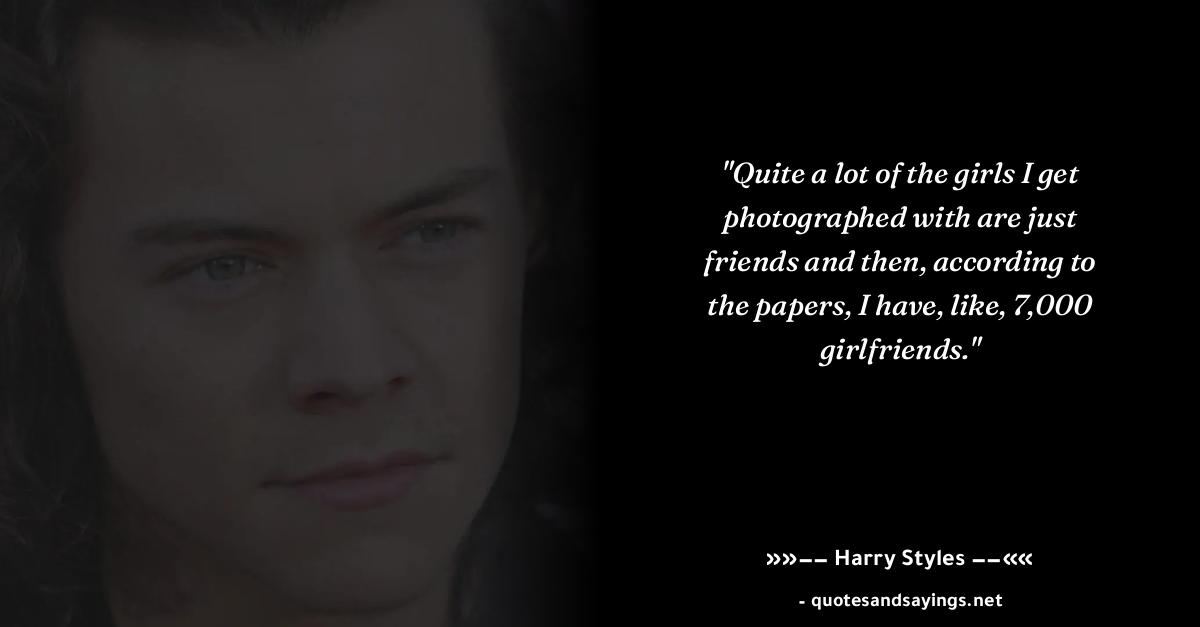 "Quite a lot of the girls I get
photographed with are just
friends and then, according to
the papers, I have, like, 7,000
girlfriends."
»»−− Harry Styles −−««
- quotesandsayings.net